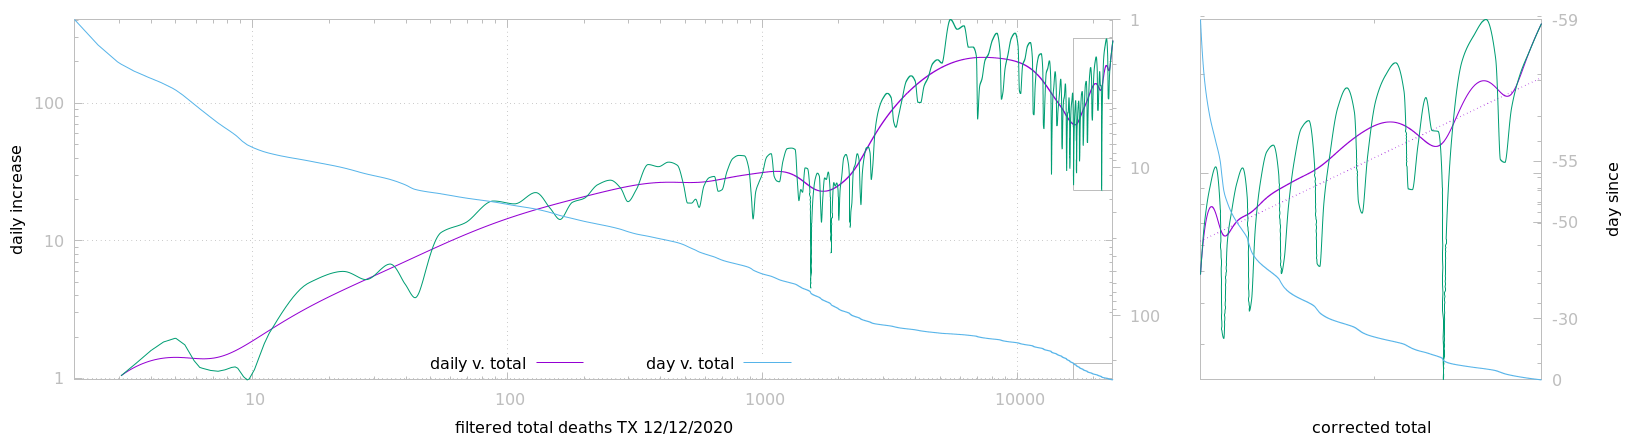 daily increase
100
10
1
daily v. total
day v. total
10
100
1000
10000
filtered total deaths TX 12/12/2020
1
10
100
-59
-55
-50
-30
0
day since
corrected total